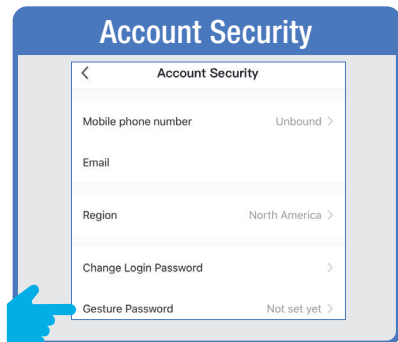 Account Security
Account Security
Mobile phone number Unbound
Email
Region North America
Change Login Password
Gesture Password Not set yet